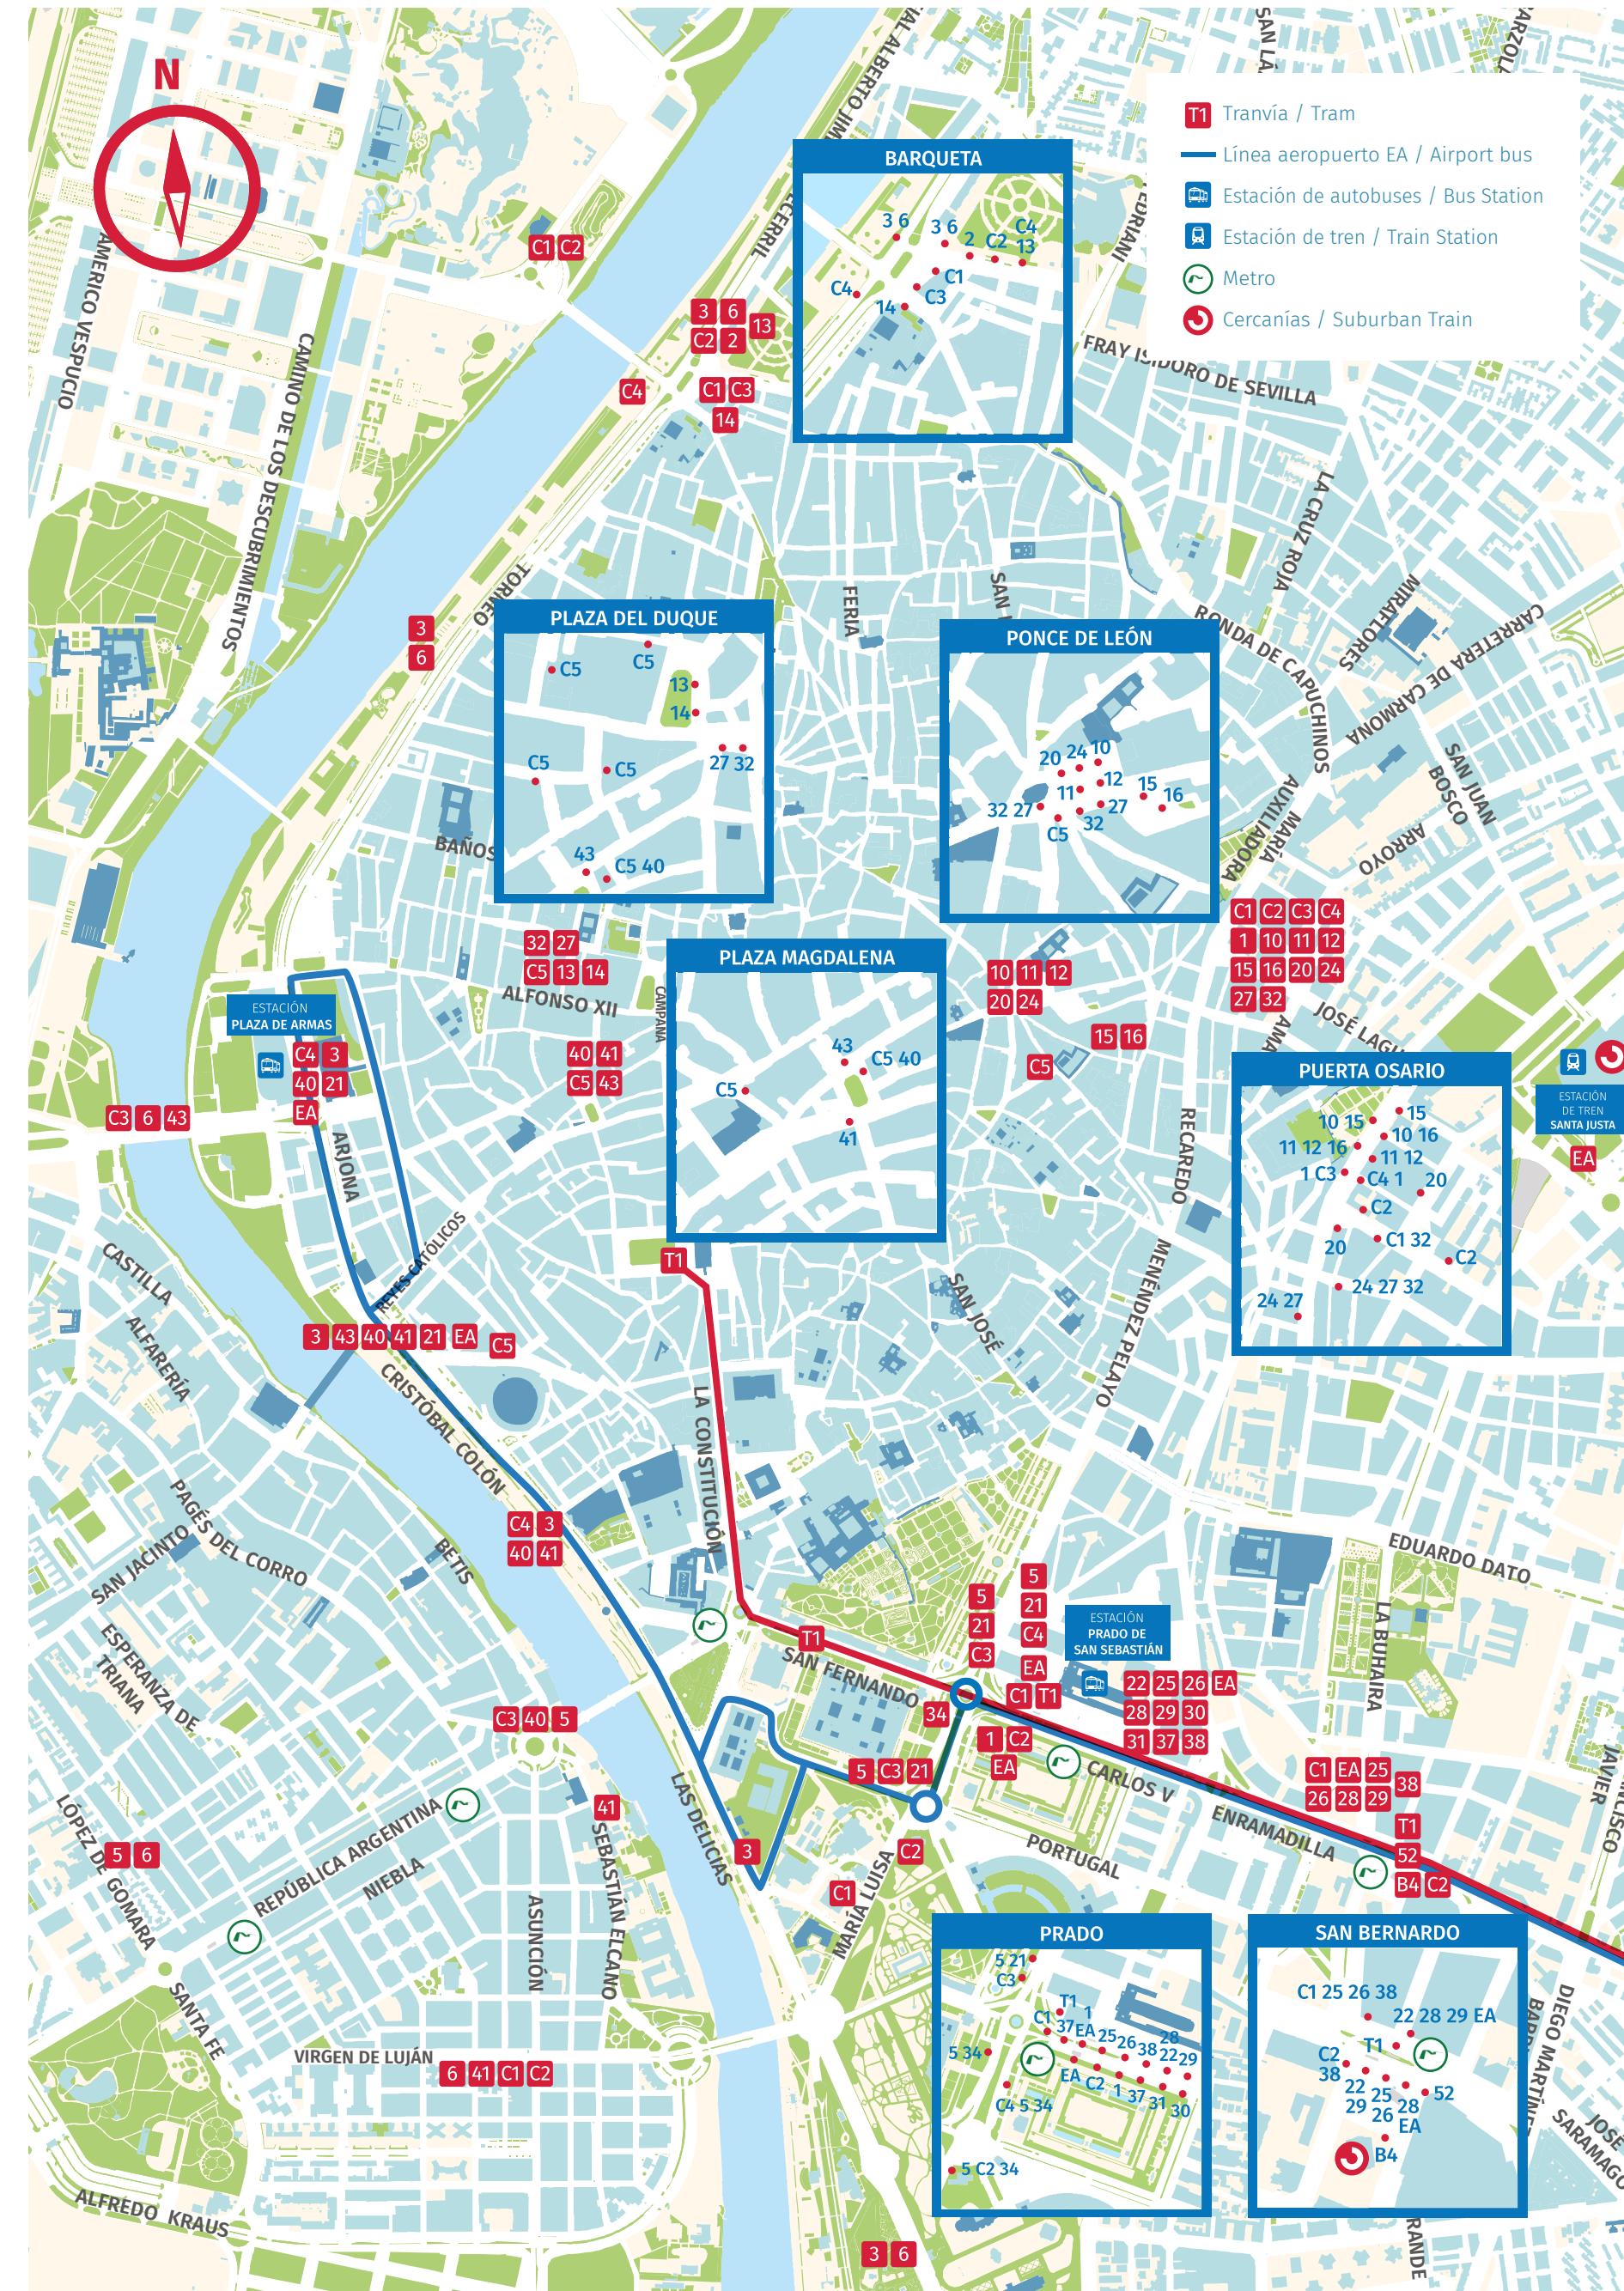 N
T1 Tranvía / Tram
Línea aeropuerto EA / Airport bus
Estación de autobuses / Bus Station
Estación de tren / Train Station
Metro
Cercanías / Suburban Train
AMERICO VESPUCIO
CAMINO DE LOS DESCUBRIMIENTOS
TORNEO
FRAY ISIDORO DE SEVILLA
LA CRUZ ROJA
MIRAFLORES
CARRETERA DE CARMONA
RONDA DE CAPUCHINOS
SAN JUAN
BOSCO
ARROYO
MARÍA
AUXILIADORA
FERIA
BAÑOS
ALFONSO XII
CAMPANA
RECAREDO
C1 C2
3 6
C2 2
13
C4
C1 C3
14
3
6
BARQUETA
3 6
3 6
2
C2
C4
13
C1
C3
C4
14
PLAZA DEL DUQUE
C5
C5
13
14
27 32
C5
C5
43
C5 40
PONCE DE LEÓN
20
24
10
12
11
15
16
32 27
27
32
C5
C1 C2 C3 C4
1 10 11 12
15 16 20 24
27 32
32 27
C5 13 14
40 41
C5 43
10 11 12
20 24
15 16
C5
PLAZA MAGDALENA
43
C5 40
C5
41
PUERTA OSARIO
15
10 15
10 16
11 12 16
11 12
1 C3
C4 1
20
C2
20
C1 32
C2
24 27 32
24 27
ESTACIÓN
DE TREN
SANTA JUSTA
EA
ESTACIÓN
PLAZA DE ARMAS
C4 3
40 21
EA
C3 6 43
ARJONA
REYES CATÓLICOS
3 43 40 41 21 EA
C5
T1
CASTILLA
ALFARERÍA
CRISTÓBAL COLÓN
LA CONSTITUCIÓN
SAN JOSÉ
MENÉNDEZ PELAYO
PAGÉS DEL CORRO
SAN JACINTO
BETIS
C4 3
40 41
EDUARDO DATO
LA BUHAIRA
ESPERANZA DE
TRIANA
T1
SAN FERNANDO
5
21
C3
5
21
C4
EA
C1 T1
ESTACIÓN
PRADO DE
SAN SEBASTIÁN
22 25 26 EA
28 29 30
31 37 38
34
1 C2
EA
C3 40 5
5 C3 21
CARLOS V
ENRAMADILLA
PORTUGAL
C1 EA 25
26 28 29
38
T1
52
B4 C2
LAS DELICIAS
3
C2
C1
MARÍA LUISA
LÓPEZ DE GOMARA
5 6
REPÚBLICA ARGENTINA
NIEBLA
41
SEBASTIÁN ELCANO
ASUNCIÓN
SANTA FE
VIRGEN DE LUJÁN
6 41 C1 C2
ALFREDO KRAUS
3 6
PRADO
5 21
C3
T1
C1
1
37
EA
25
26
38
28
22
29
5 34
EA
C2
1
37
31
30
C4 5 34
5 C2 34
SAN BERNARDO
C1 25 26 38
22 28 29 EA
T1
C2
38
22
29
25
26
28
EA
52
B4
DIEGO MARTÍNEZ
JOSÉ
SARAMAGO